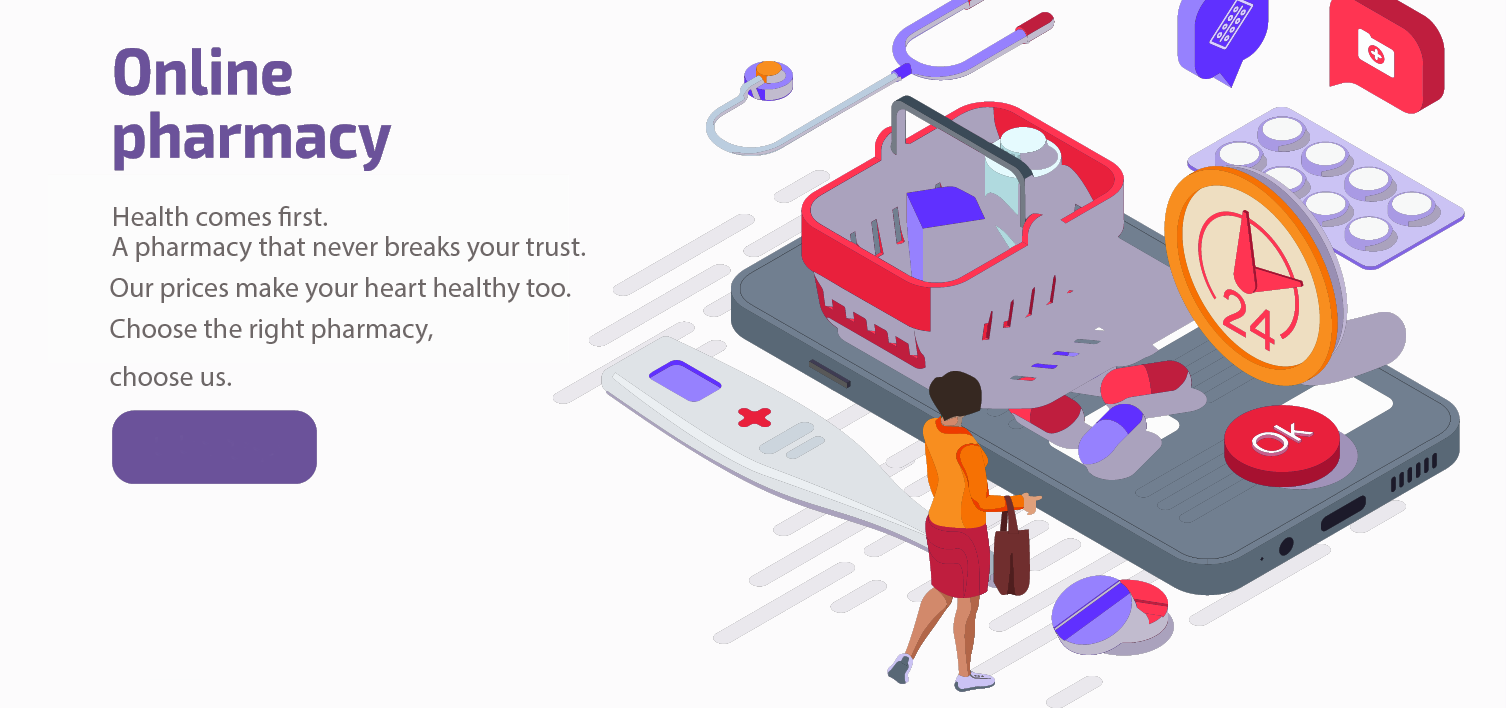 Online
pharmacy
Health comes first.
A pharmacy that never breaks your trust.
Our prices make your heart healthy too.
Choose the right pharmacy,
choose us.
24
Ok